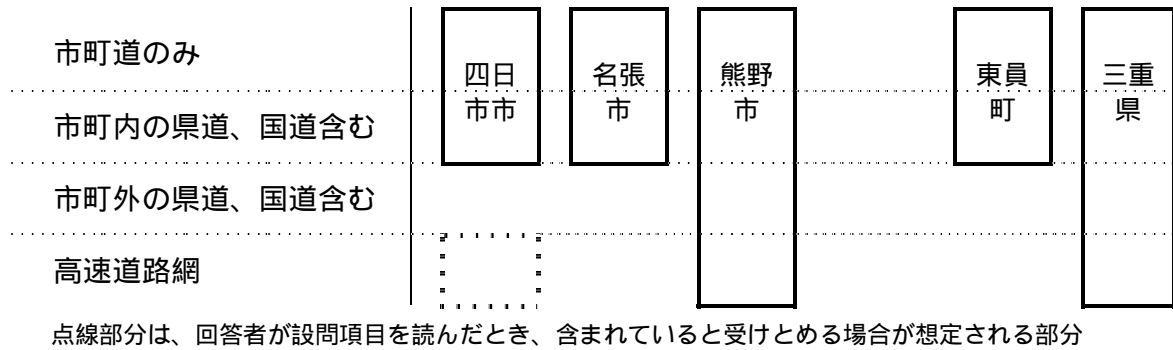 市町道のみ
市町内の県道、国道含む
市町外の県道、国道含む
高速道路網
四日
市市
名張
市
熊野
市
東員
町
三重
県
点線部分は、回答者が設問項目を読んだとき、含まれていると受けとめる場合が想定される部分